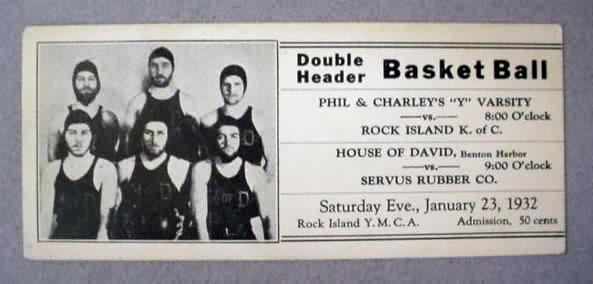 Double Header Basket Ball
PHIL & CHARLEY'S "Y" VARSITY
—vs.— 8:00 O'clock
ROCK ISLAND K. of C.
HOUSE OF DAVID, Benton Harbor
—vs.— 9:00 O'clock
SERVUS RUBBER CO.
Saturday Eve., January 23, 1932
Rock Island Y. M. C. A. Admission, 50 cents